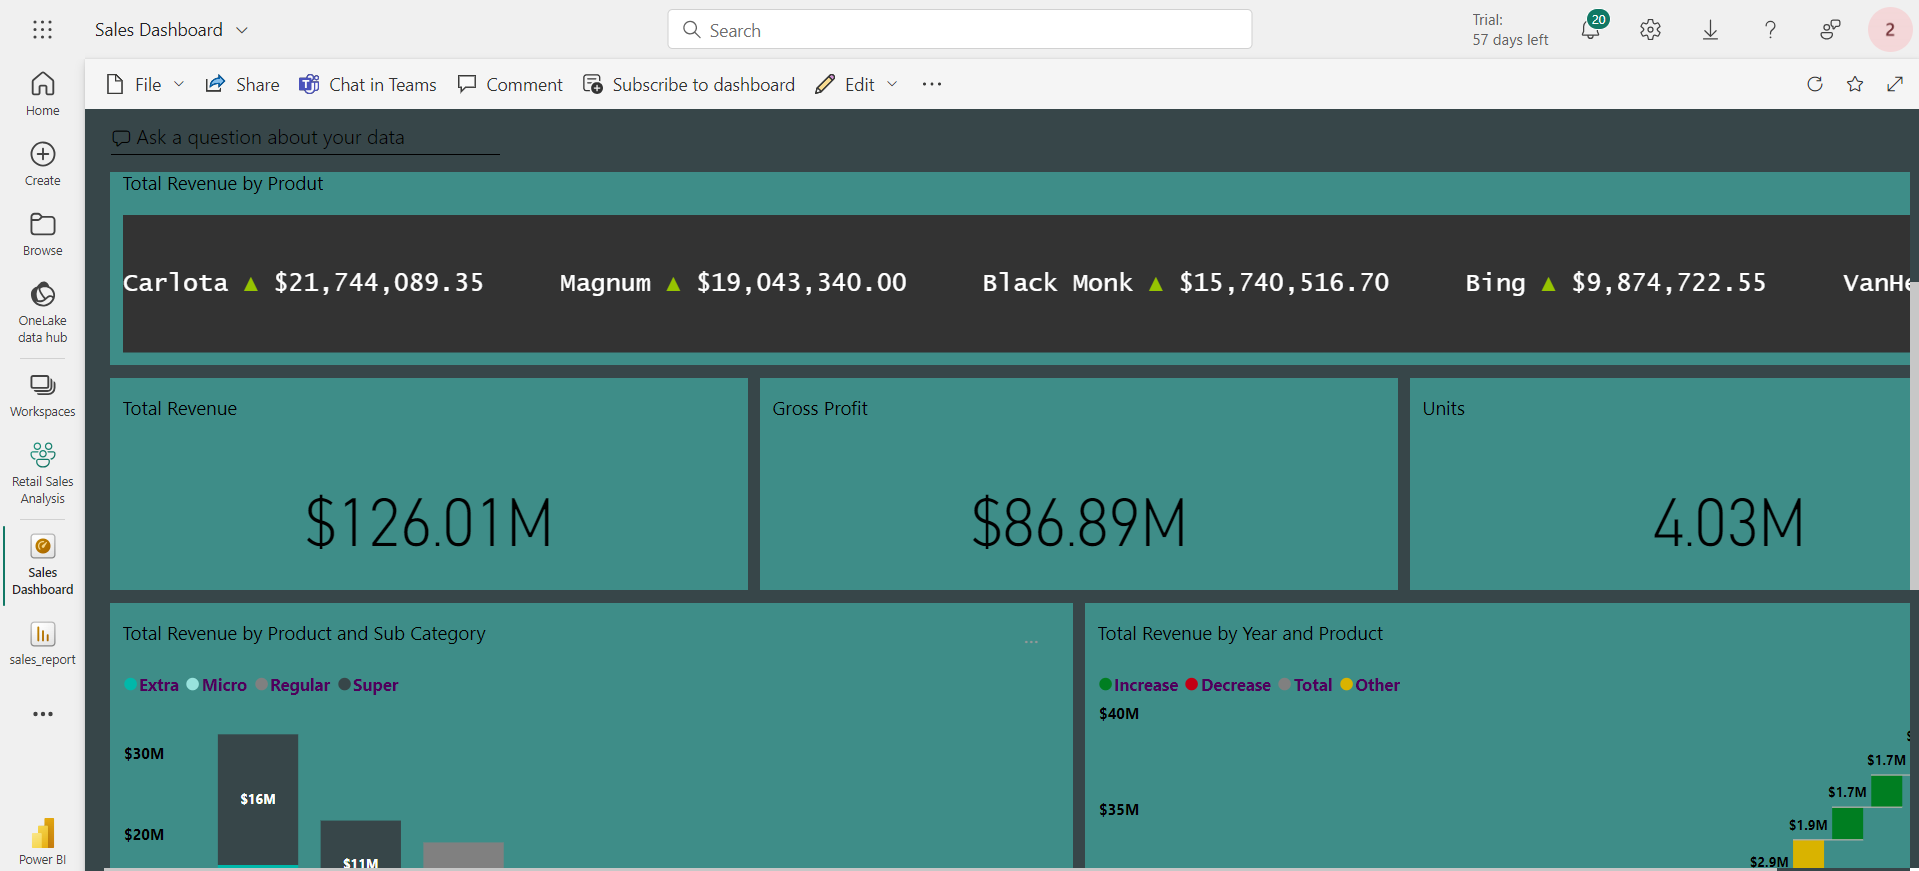 Sales Dashboard
Search
Trial:
57 days left
20
2
Home
Create
Browse
OneLake
data hub
Workspaces
Retail Sales
Analysis
Sales
Dashboard
sales_report
Power BI
File
Share
Chat in Teams
Comment
Subscribe to dashboard
Edit
Ask a question about your data
Total Revenue by Produt
Carlota ▲ $21,744,089.35 Magnum ▲ $19,043,340.00 Black Monk ▲ $15,740,516.70 Bing ▲ $9,874,722.55
Total Revenue
$126.01M
Gross Profit
$86.89M
Units
4.03M
Total Revenue by Product and Sub Category
Extra Micro Regular Super
$30M
$16M
$20M
$11M
Total Revenue by Year and Product
Increase Decrease Total Other
$40M
$1.7M
$1.7M
$35M
$1.9M
$2.9M